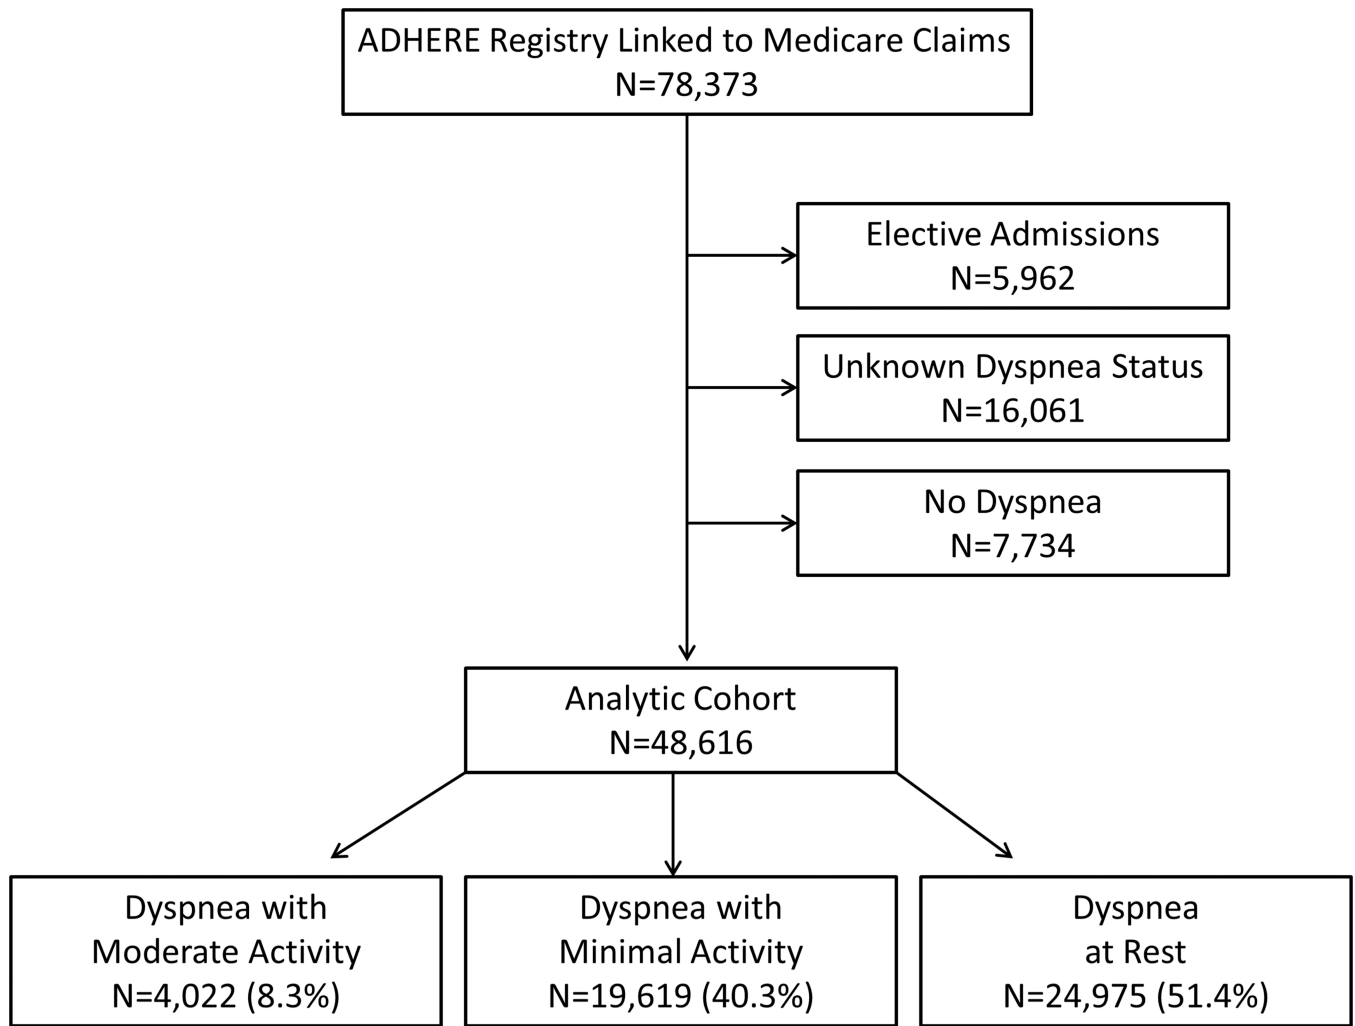 ADHERE Registry Linked to Medicare Claims
N=78,373
Elective Admissions
N=5,962
Unknown Dyspnea Status
N=16,061
No Dyspnea
N=7,734
Analytic Cohort
N=48,616
Dyspnea with
Moderate Activity
N=4,022 (8.3%)
Dyspnea with
Minimal Activity
N=19,619 (40.3%)
Dyspnea
at Rest
N=24,975 (51.4%)